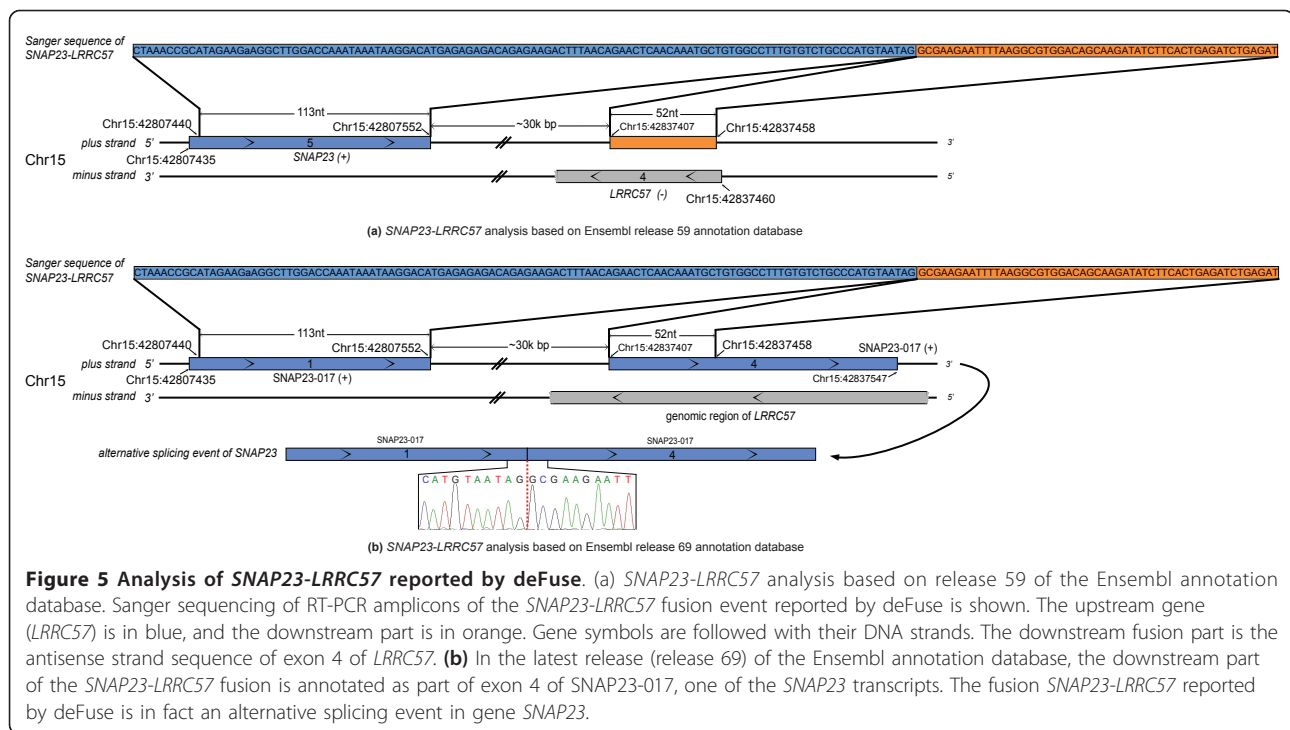 Sanger sequence of
SNAP23-LRRC57
CTAAACCGCATAGAAGaAGGCTTGGACCAAATAAATAAGGACATGAGAGAGACAGAGAAGACTTTAACAGAACTCAACAAATGCTGTGGCCTTTGTGTCTGCCCATGTAATAG GCGAAGAATTTTAAGGCGTGGACAGCAAGATATCTTCACTGAGATCTGAGAT
113nt
52nt
Chr15:42807440
Chr15:42807552
~30k bp
Chr15:42837407
Chr15:42837458
Chr15
plus strand 5'
5
3'
Chr15:42807435
SNAP23 (+)
minus strand 3'
4
5'
LRRC57 (-)
Chr15:42837460
(a) SNAP23-LRRC57 analysis based on Ensembl release 59 annotation database
Sanger sequence of
SNAP23-LRRC57
CTAAACCGCATAGAAGaAGGCTTGGACCAAATAAATAAGGACATGAGAGAGACAGAGAAGACTTTAACAGAACTCAACAAATGCTGTGGCCTTTGTGTCTGCCCATGTAATAG GCGAAGAATTTTAAGGCGTGGACAGCAAGATATCTTCACTGAGATCTGAGAT
113nt
52nt
Chr15:42807440
Chr15:42807552
~30k bp
Chr15:42837407
Chr15:42837458
SNAP23-017 (+)
Chr15
plus strand 5'
1
4
3'
Chr15:42807435
SNAP23-017 (+)
Chr15:42837547
minus strand 3'
5'
genomic region of LRRC57
SNAP23-017
SNAP23-017
alternative splicing event of SNAP23
1
4
C A T G T A A T A G G C G A A G A A T T
(b) SNAP23-LRRC57 analysis based on Ensembl release 69 annotation database
Figure 5 Analysis of SNAP23-LRRC57 reported by deFuse. (a) SNAP23-LRRC57 analysis based on release 59 of the Ensembl annotation
database. Sanger sequencing of RT-PCR amplicons of the SNAP23-LRRC57 fusion event reported by deFuse is shown. The upstream gene
(LRRC57) is in blue, and the downstream part is in orange. Gene symbols are followed with their DNA strands. The downstream fusion part is the
antisense strand sequence of exon 4 of LRRC57. (b) In the latest release (release 69) of the Ensembl annotation database, the downstream part
of the SNAP23-LRRC57 fusion is annotated as part of exon 4 of SNAP23-017, one of the SNAP23 transcripts. The fusion SNAP23-LRRC57 reported
by deFuse is in fact an alternative splicing event in gene SNAP23.